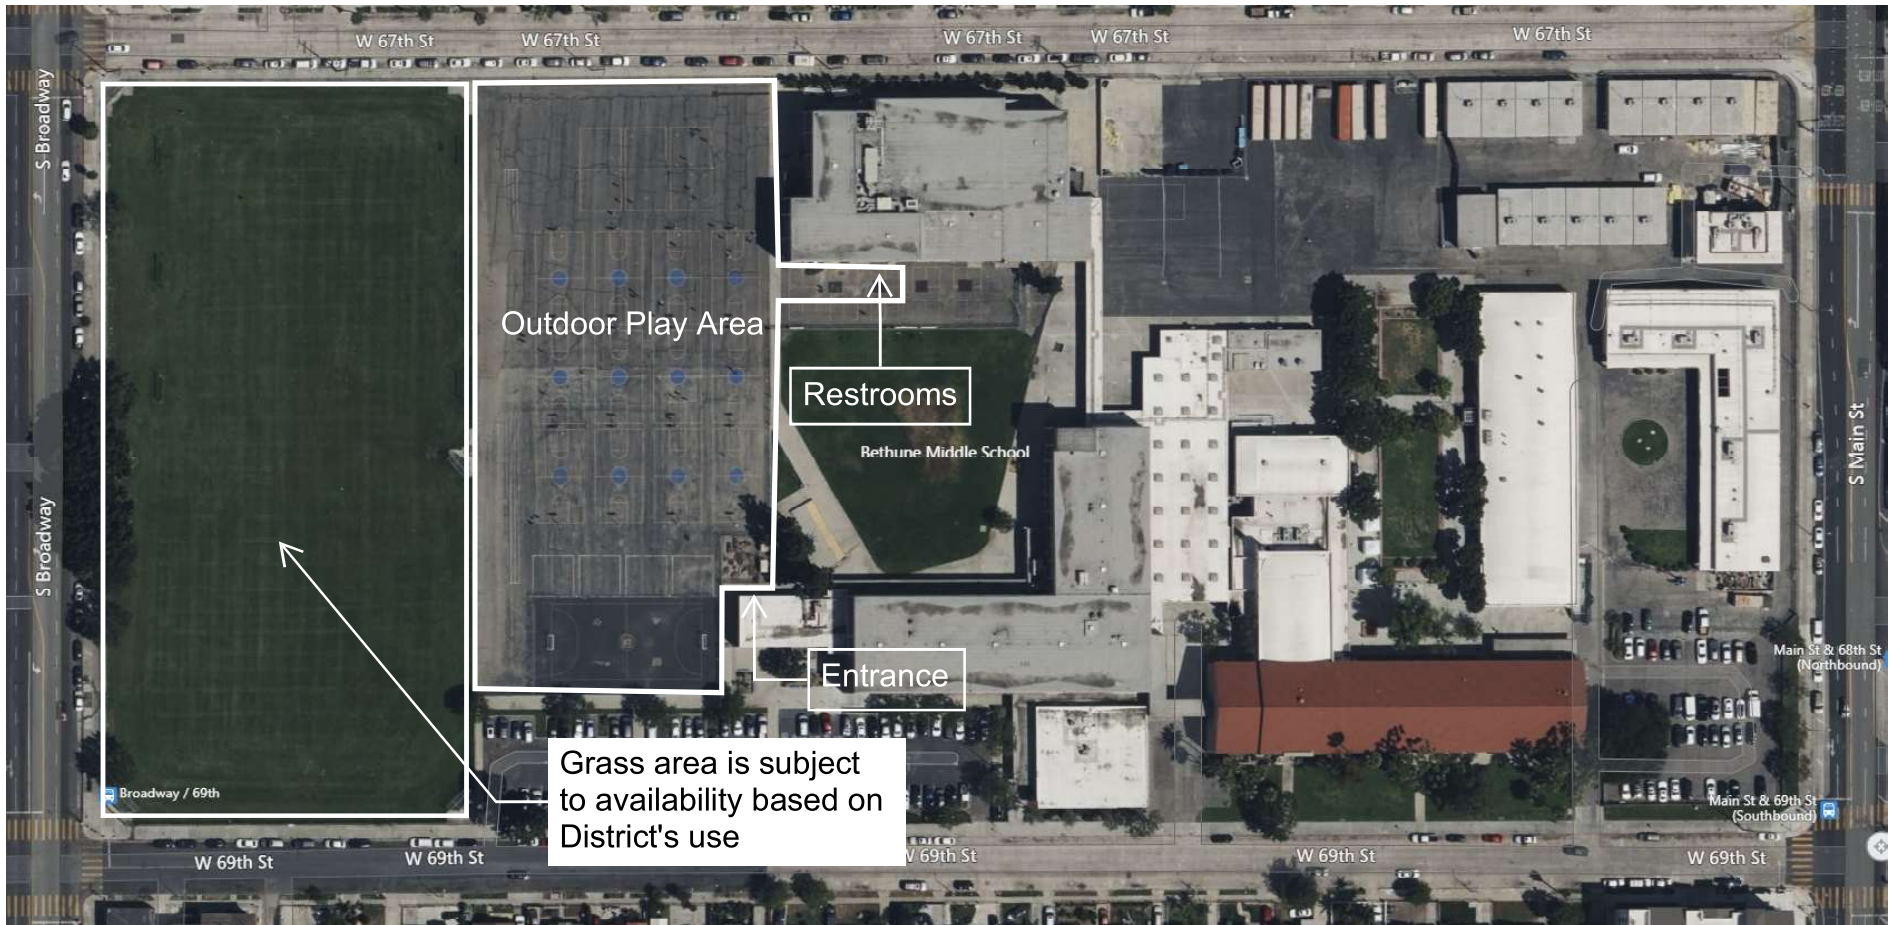 W 67th St
W 67th St
W 67th St
W 67th St
W 67th St
S Broadway
Outdoor Play Area
Restrooms
Bethune Middle School
S Main St
S Broadway
Entrance
Main St & 68th St
(Northbound)
Grass area is subject
to availability based on
District's use
Broadway / 69th
Main St & 69th St
(Southbound)
W 69th St
W 69th St
W 69th St
W 69th St
W 69th St